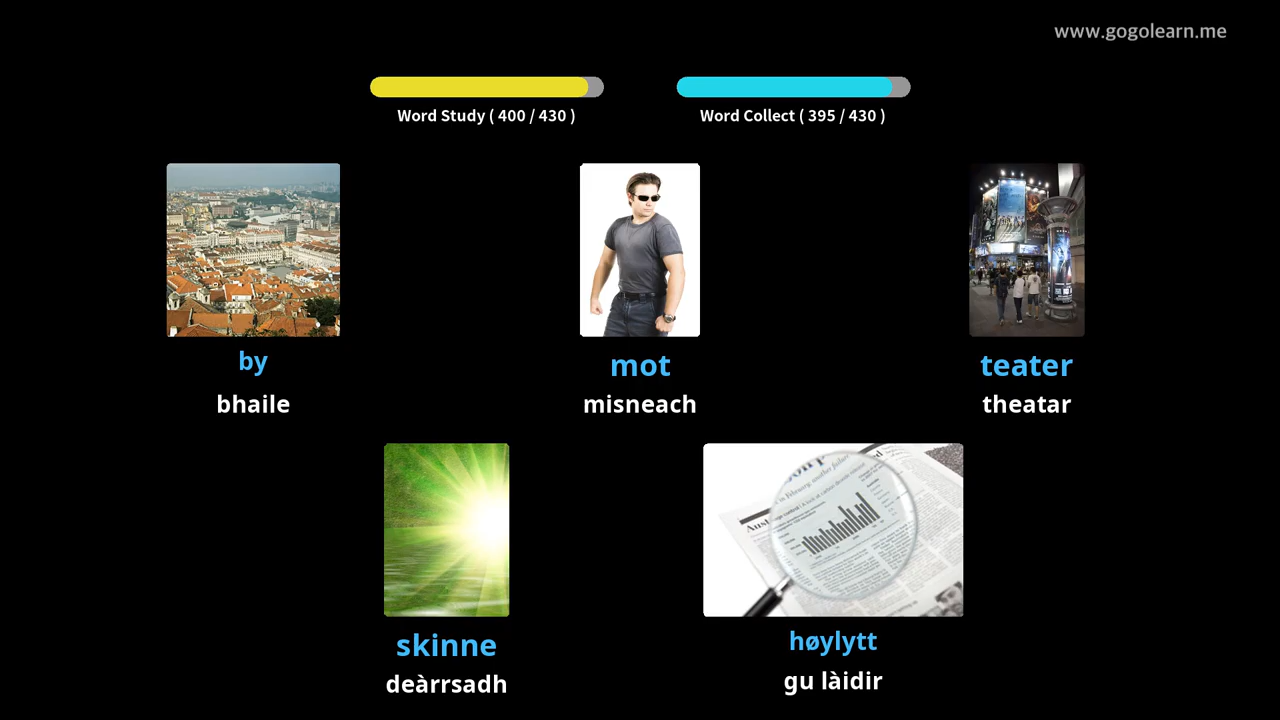 www.gogolearn.me
Word Study ( 400 / 430 )
Word Collect ( 395 / 430 )
by
mot
teater
bhaile
misneach
theatar
skinne
høylytt
deàrrsadh
gu làidir